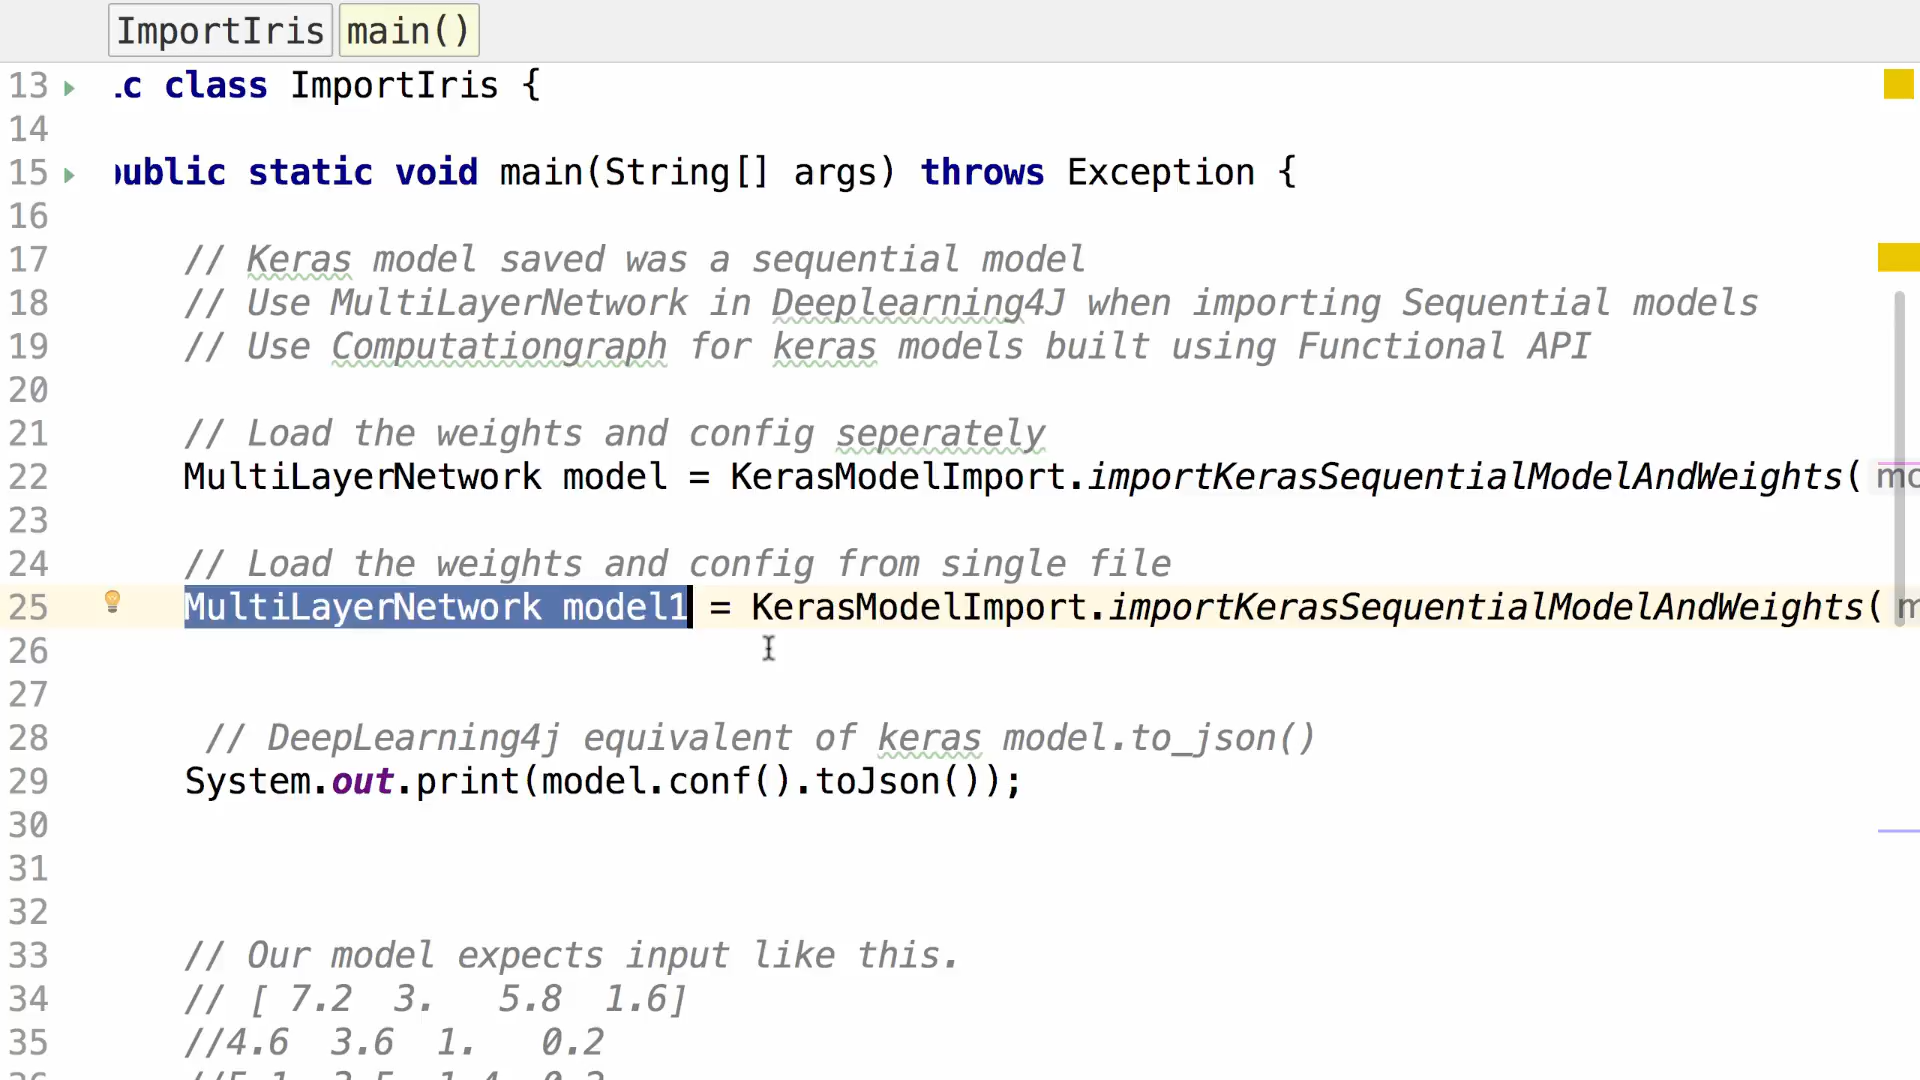 ImportIris main()
13 ic class ImportIris {
14
15 public static void main(String[] args) throws Exception {
16
17 // Keras model saved was a sequential model
18 // Use MultiLayerNetwork in Deeplearning4J when importing Sequential models
19 // Use Computationgraph for keras models built using Functional API
20
21 // Load the weights and config seperately
22 MultiLayerNetwork model = KerasModelImport.importKerasSequentialModelAndWeights( mo
23
24 // Load the weights and config from single file
25 MultiLayerNetwork model1 = KerasModelImport.importKerasSequentialModelAndWeights( m
26
27
28 // DeepLearning4j equivalent of keras model.to_json()
29 System.out.print(model.conf().toJson());
30
31
32
33 // Our model expects input like this.
34 // [ 7.2 3. 5.8 1.6]
35 //4.6 3.6 1. 0.2